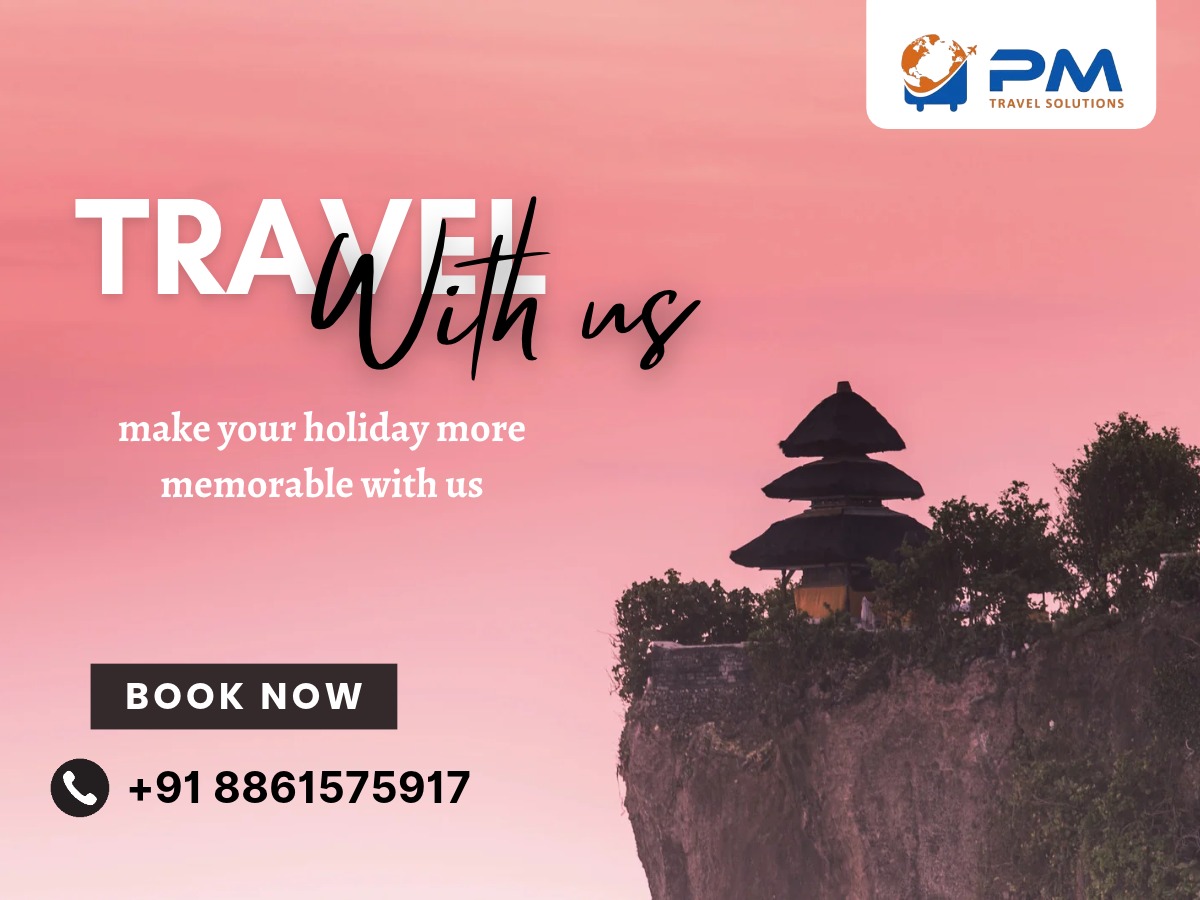 PM
TRAVEL SOLUTIONS
TRAVEL
With us
make your holiday more
memorable with us
BOOK NOW
+91 8861575917